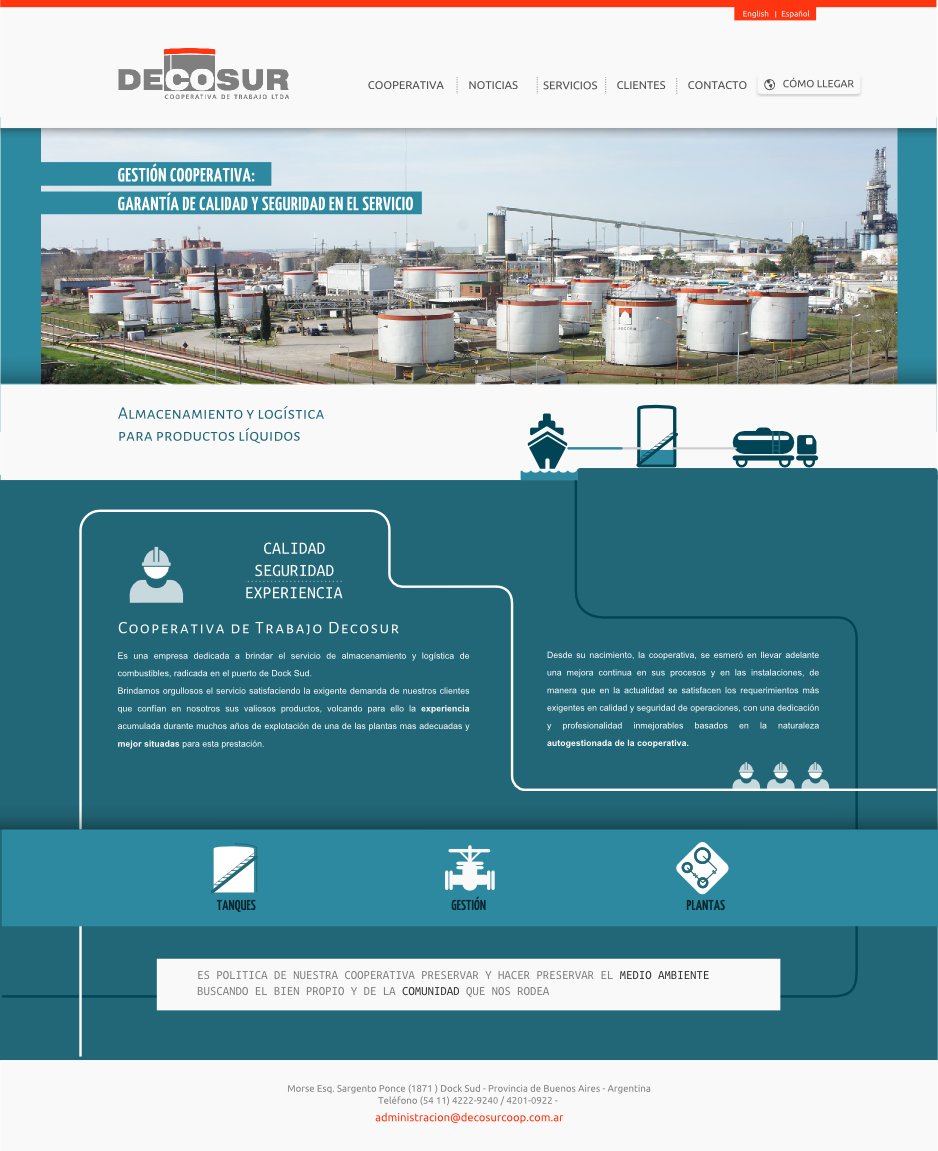 English | Español
DECOSUR
COOPERATIVA DE TRABAJO LTDA
COOPERATIVA
NOTICIAS
SERVICIOS
CLIENTES
CONTACTO
CÓMO LLEGAR
GESTIÓN COOPERATIVA:
GARANTÍA DE CALIDAD Y SEGURIDAD EN EL SERVICIO
Almacenamiento y logística
para productos líquidos
CALIDAD
SEGURIDAD
EXPERIENCIA
Cooperativa de Trabajo Decosur
Es una empresa dedicada a brindar el servicio de almacenamiento y logística de
combustibles, radicada en el puerto de Dock Sud.
Brindamos orgullosos el servicio satisfaciendo la exigente demanda de nuestros clientes
que confían en nosotros sus valiosos productos, volcando para ello la experiencia
acumulada durante muchos años de explotación de una de las plantas mas adecuadas y
mejor situadas para esta prestación.
Desde su nacimiento, la cooperativa, se esmeró en llevar adelante
una mejora continua en sus procesos y en las instalaciones, de
manera que en la actualidad se satisfacen los requerimientos más
exigentes en calidad y seguridad de operaciones, con una dedicación
y profesionalidad inmejorables basados en la naturaleza
autogestionada de la cooperativa.
TANQUES
GESTIÓN
PLANTAS
ES POLITICA DE NUESTRA COOPERATIVA PRESERVAR Y HACER PRESERVAR EL MEDIO AMBIENTE
BUSCANDO EL BIEN PROPIO Y DE LA COMUNIDAD QUE NOS RODEA
Morse Esq. Sargento Ponce (1871 ) Dock Sud - Provincia de Buenos Aires - Argentina
Teléfono (54 11) 4222-9240 / 4201-0922 -
administracion@decosurcoop.com.ar